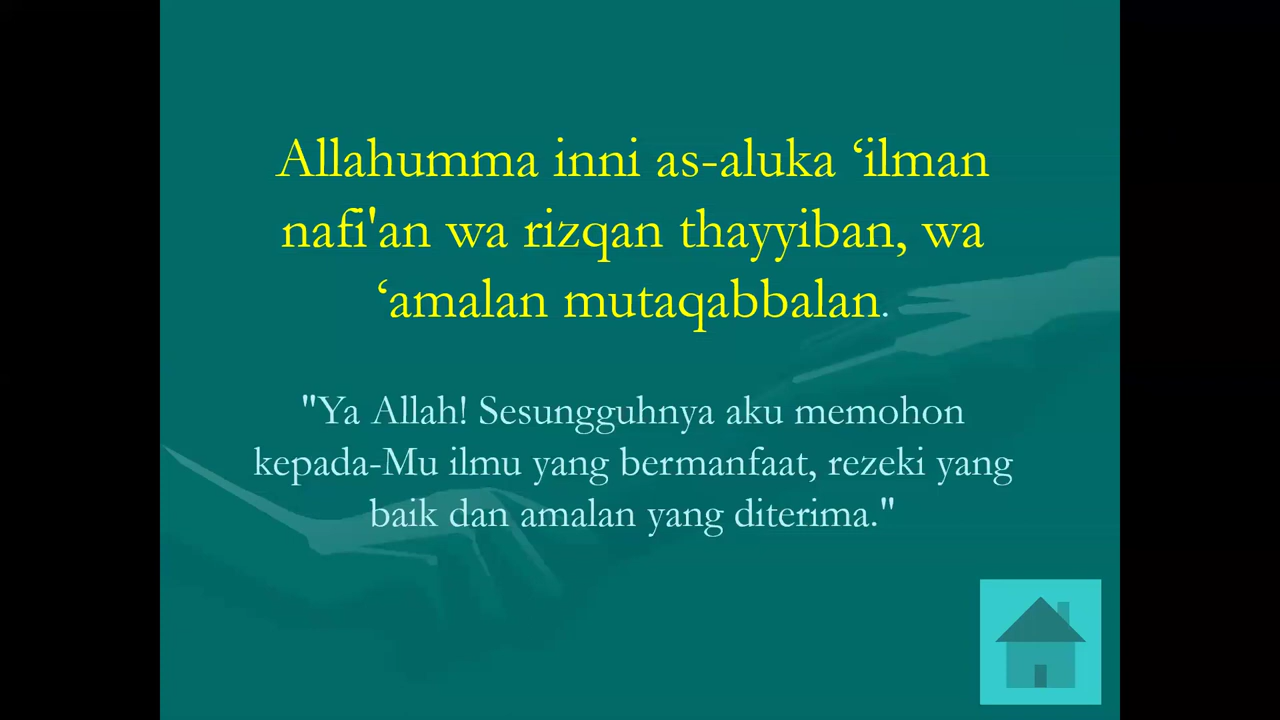 Allahumma inni as-aluka ‘ilman
nafi'an wa rizqan thayyiban, wa
‘amalan mutaqabbalan.
"Ya Allah! Sesungguhnya aku memohon
kepada-Mu ilmu yang bermanfaat, rezeki yang
baik dan amalan yang diterima."